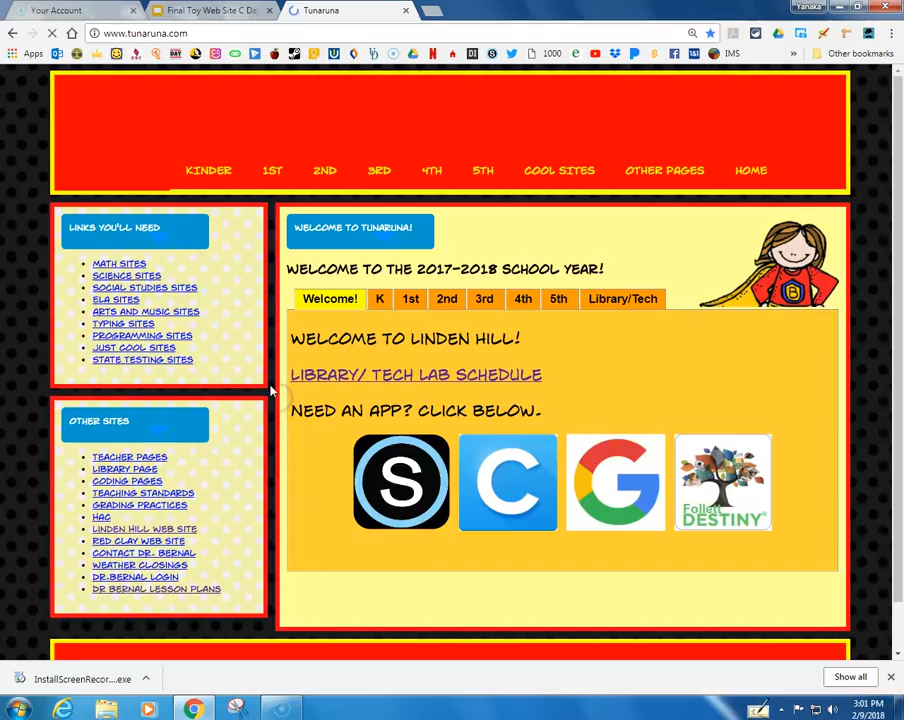 Your Account
Final Toy Web Site C Day
Tunaruna
Yanaka
www.tunaruna.com
Apps
1000
IMS
Other bookmarks
KINDER 1ST 2ND 3RD 4TH 5TH COOL SITES OTHER PAGES HOME
LINKS YOU'LL NEED
MATH SITES
SCIENCE SITES
SOCIAL STUDIES SITES
ELA SITES
ARTS AND MUSIC SITES
TYPING SITES
PROGRAMMING SITES
JUST COOL SITES
STATE TESTING SITES
OTHER SITES
TEACHER PAGES
LIBRARY PAGE
CODING PAGES
TEACHING STANDARDS
GRADING PRACTICES
HAC
LINDEN HILL WEB SITE
RED CLAY WEB SITE
CONTACT DR. BERNAL
WEATHER CLOSINGS
DR.BERNAL LOGIN
DR BERNAL LESSON PLANS
WELCOME TO TUNARUNA!
WELCOME TO THE 2017-2018 SCHOOL YEAR!
Welcome! K 1st 2nd 3rd 4th 5th Library/Tech
WELCOME TO LINDEN HILL!
LIBRARY/ TECH LAB SCHEDULE
NEED AN APP? CLICK BELOW.
S C G Follett DESTINY
B
InstallScreenRecor....exe
Show all
3:01 PM
2/9/2018